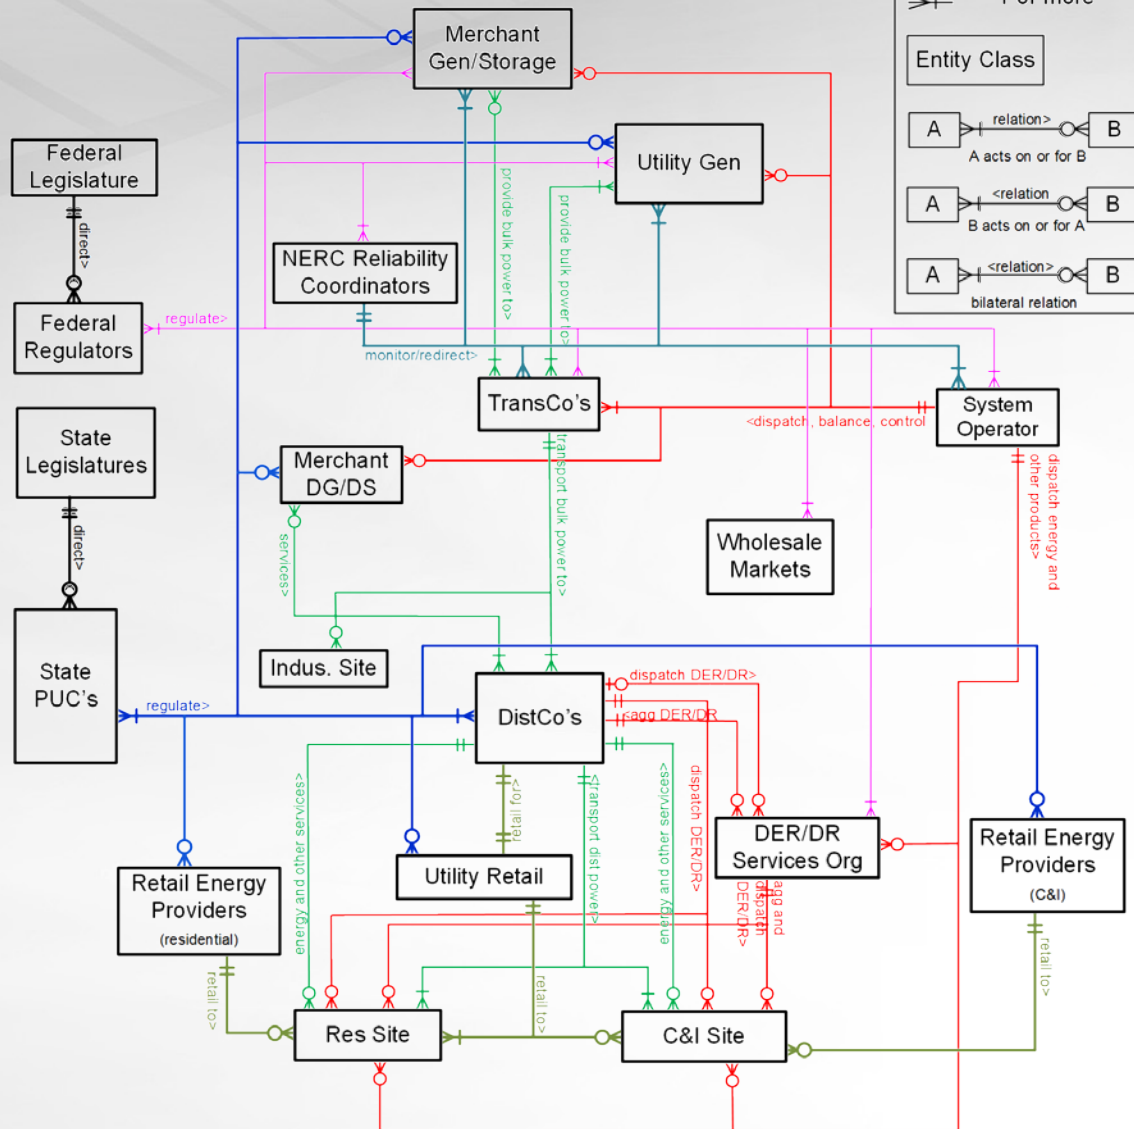 Merchant
Gen/Storage
Utility Gen
Federal
Legislature
direct>
Federal
Regulators
regulate>
NERC Reliability
Coordinators
monitor/redirect>
provide bulk power to>
provide bulk power to>
or more
Entity Class
A
relation>
B
A acts on or for B
A
<relation
B
B acts on or for A
A
<relation>
B
bilateral relation
TransCo's
<dispatch, balance, control
System
Operator
State
Legislatures
direct>
Merchant
DG/DS
services>
transport bulk power to>
Wholesale
Markets
dispatch energy and
other products>
State
PUC's
regulate>
Indus. Site
DistCo's
dispatch DER/DR>
<agg DER/DR
energy and other services>
retail for>
<transport dist power>
energy and other services>
dispatch DER/DR>
Utility Retail
DER/DR
Services Org
agg and
dispatch
DER/DR>
Retail Energy
Providers
(residential)
Retail Energy
Providers
(C&I)
retail to>
retail to>
retail to>
Res Site
C&I Site